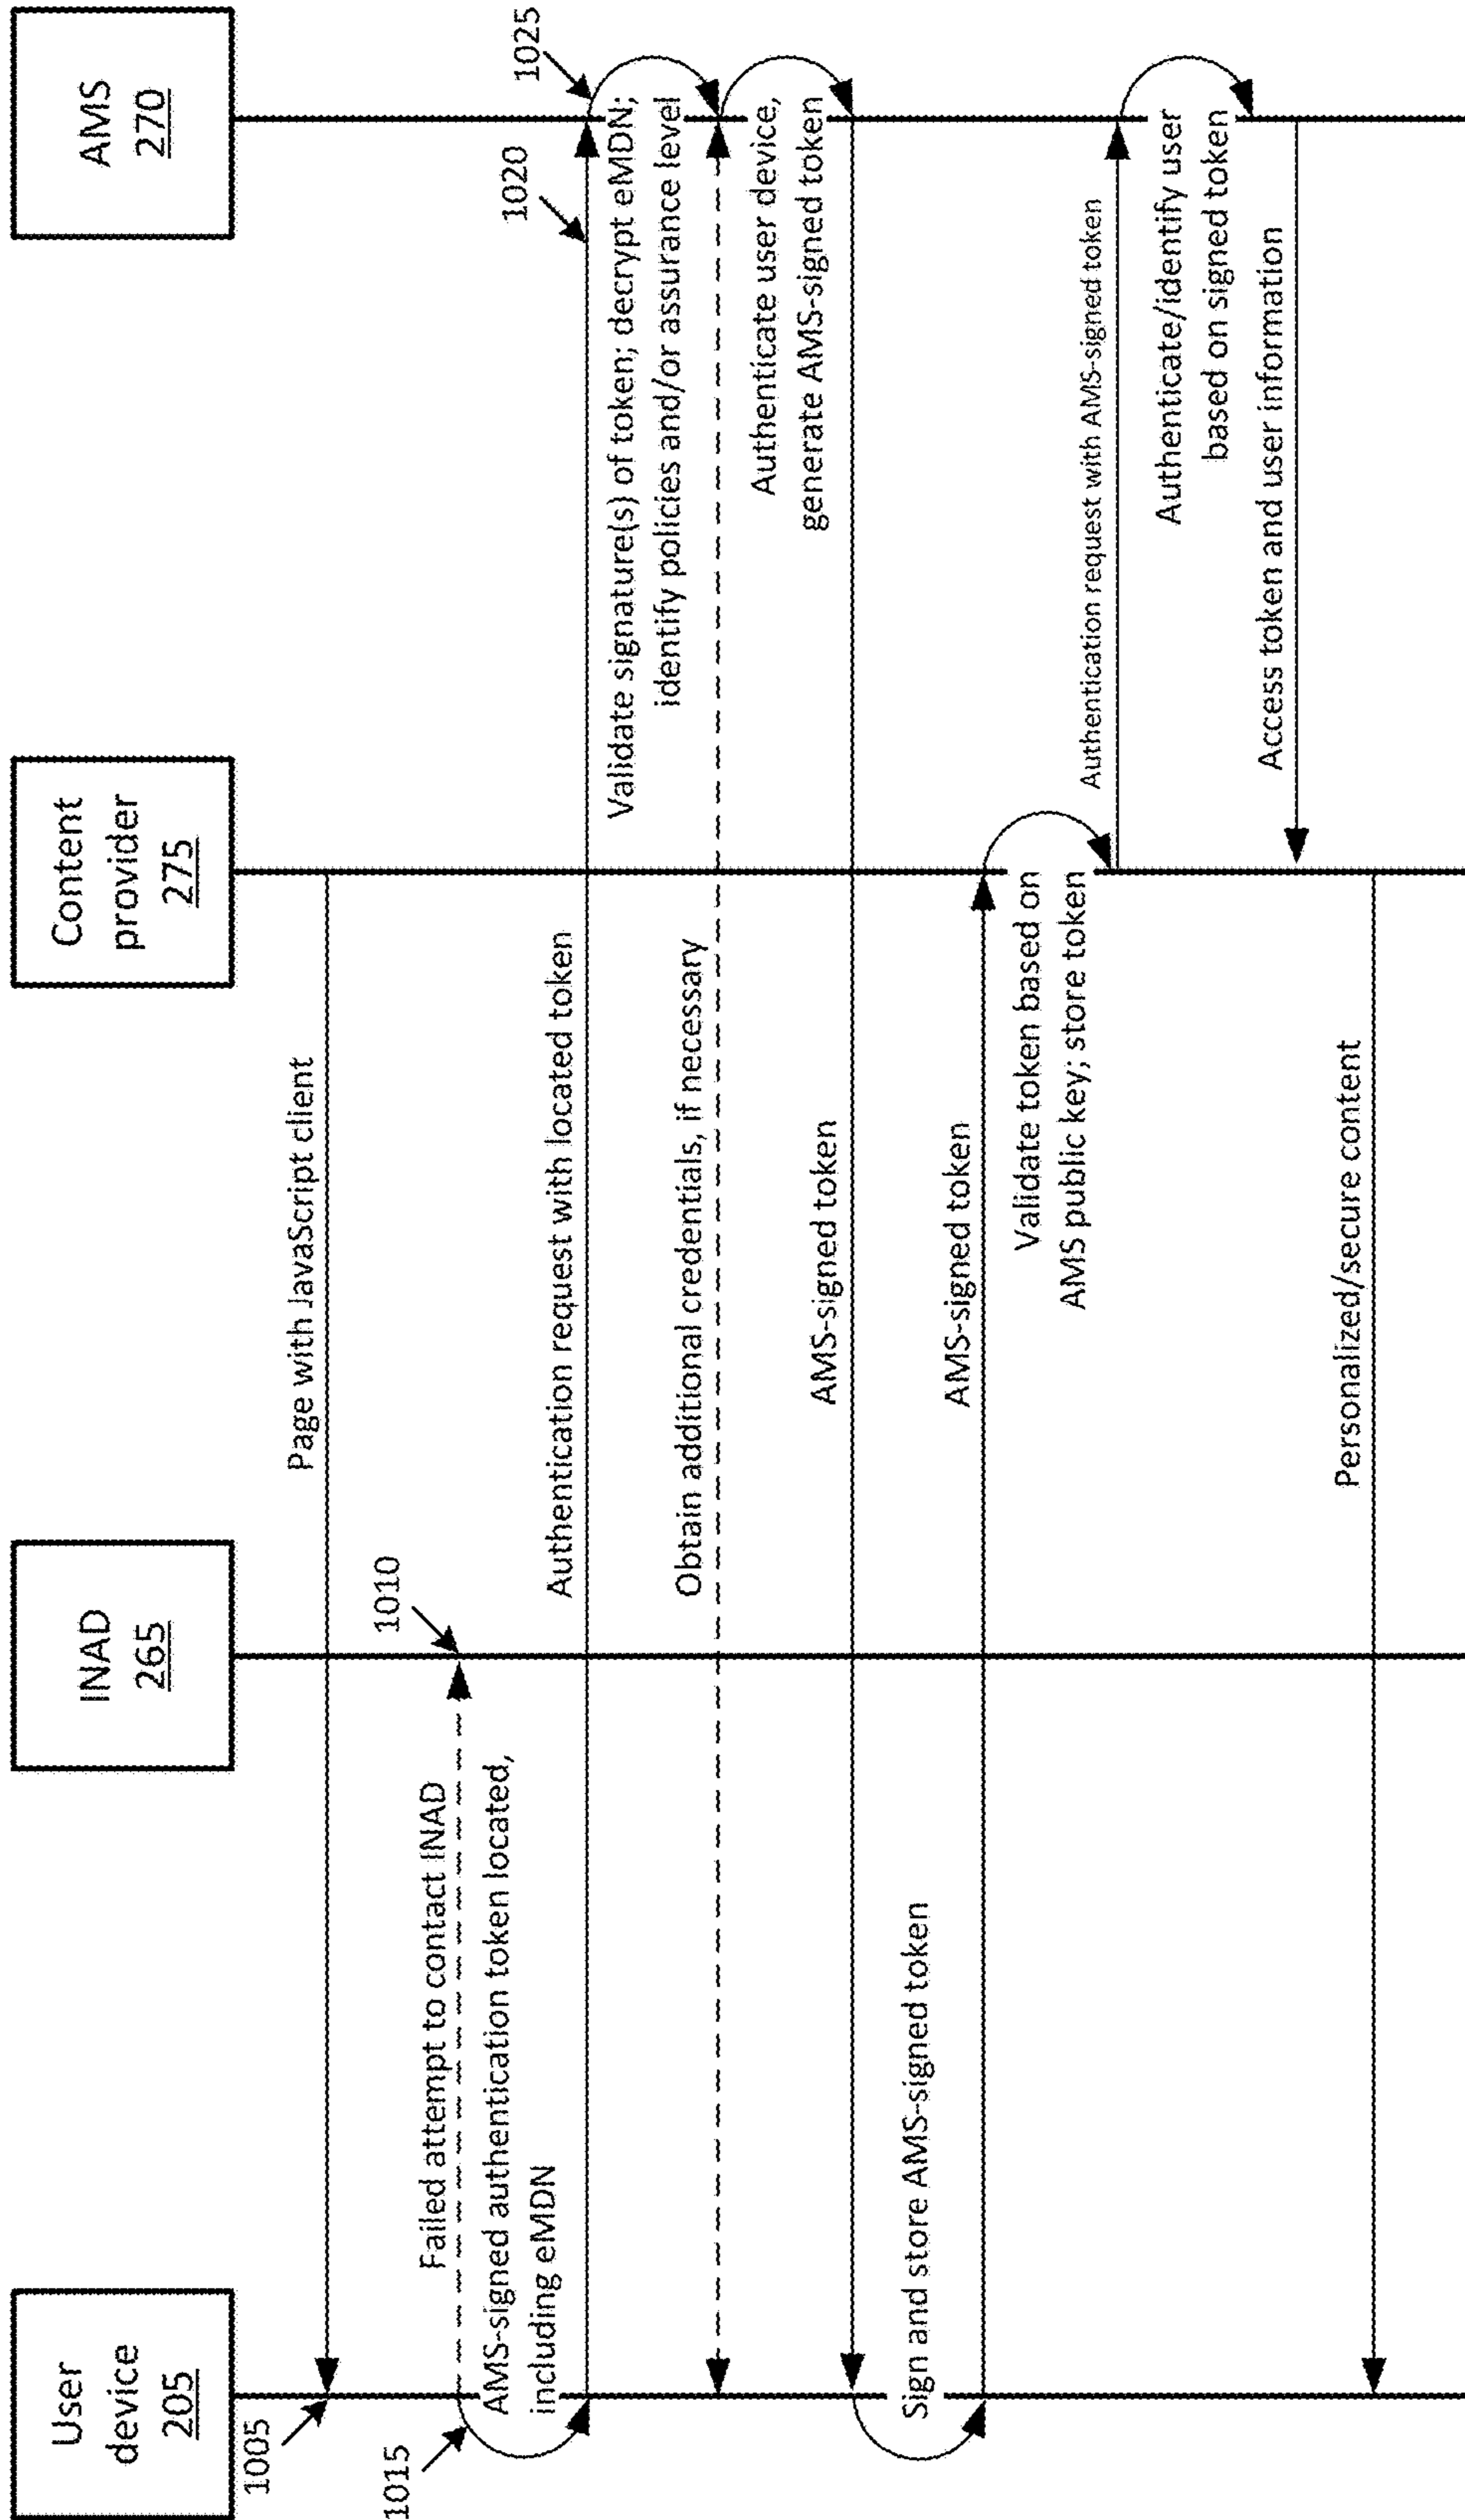 User
device
205
INAD
265
Content
provider
275
AMS
270
1005
Page with JavaScript client
1010
Failed attempt to contact INAD
1015
AMS-signed authentication token located,
including eMDN
Authentication request with located token
1020
1025
Validate signature(s) of token; decrypt eMDN;
identify policies and/or assurance level
Obtain additional credentials, if necessary
Authenticate user device,
generate AMS-signed token
AMS-signed token
Sign and store AMS-signed token
AMS-signed token
Validate token based on
AMS public key; store token
Authentication request with AMS-signed token
Authenticate/identify user
based on signed token
Access token and user information
Personalized/secure content